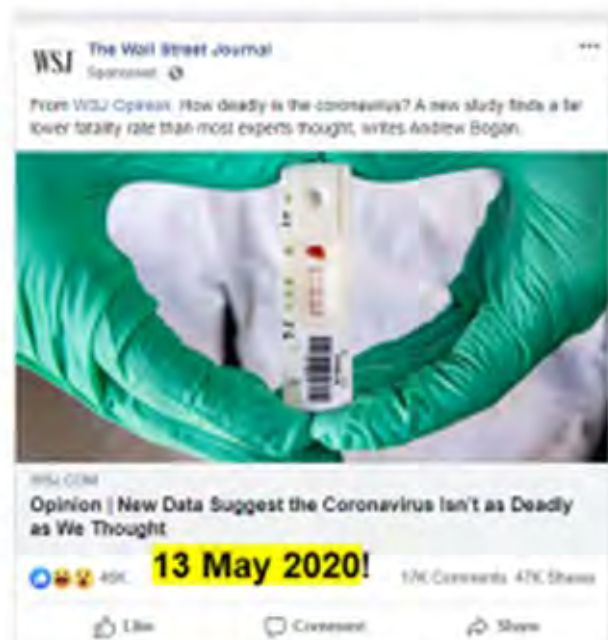 WSJ
The Wall Street Journal
Sponsored
From WSJ Opinion: How deadly is the coronavirus? A new study finds a far
lower fatality rate than most experts thought, writes Andrew Bogan.
WSJ.COM
Opinion | New Data Suggest the Coronavirus Isn't as Deadly
as We Thought
13 May 2020!
17K Comments 47K Shares
Like Comment Share